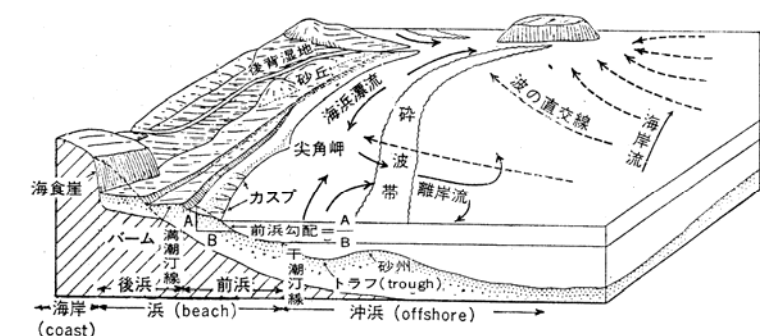 後背湿地
砂丘
海浜漂流
砕波帯
波の直交線
海岸流
尖角岬
離岸流
海食崖
カスプ
A
B
前浜勾配=A/B
バーム
満潮汀線
干潮汀線
砂州
トラフ(trough)
後浜
前浜
海岸
(coast)
浜 (beach)
沖浜 (offshore)